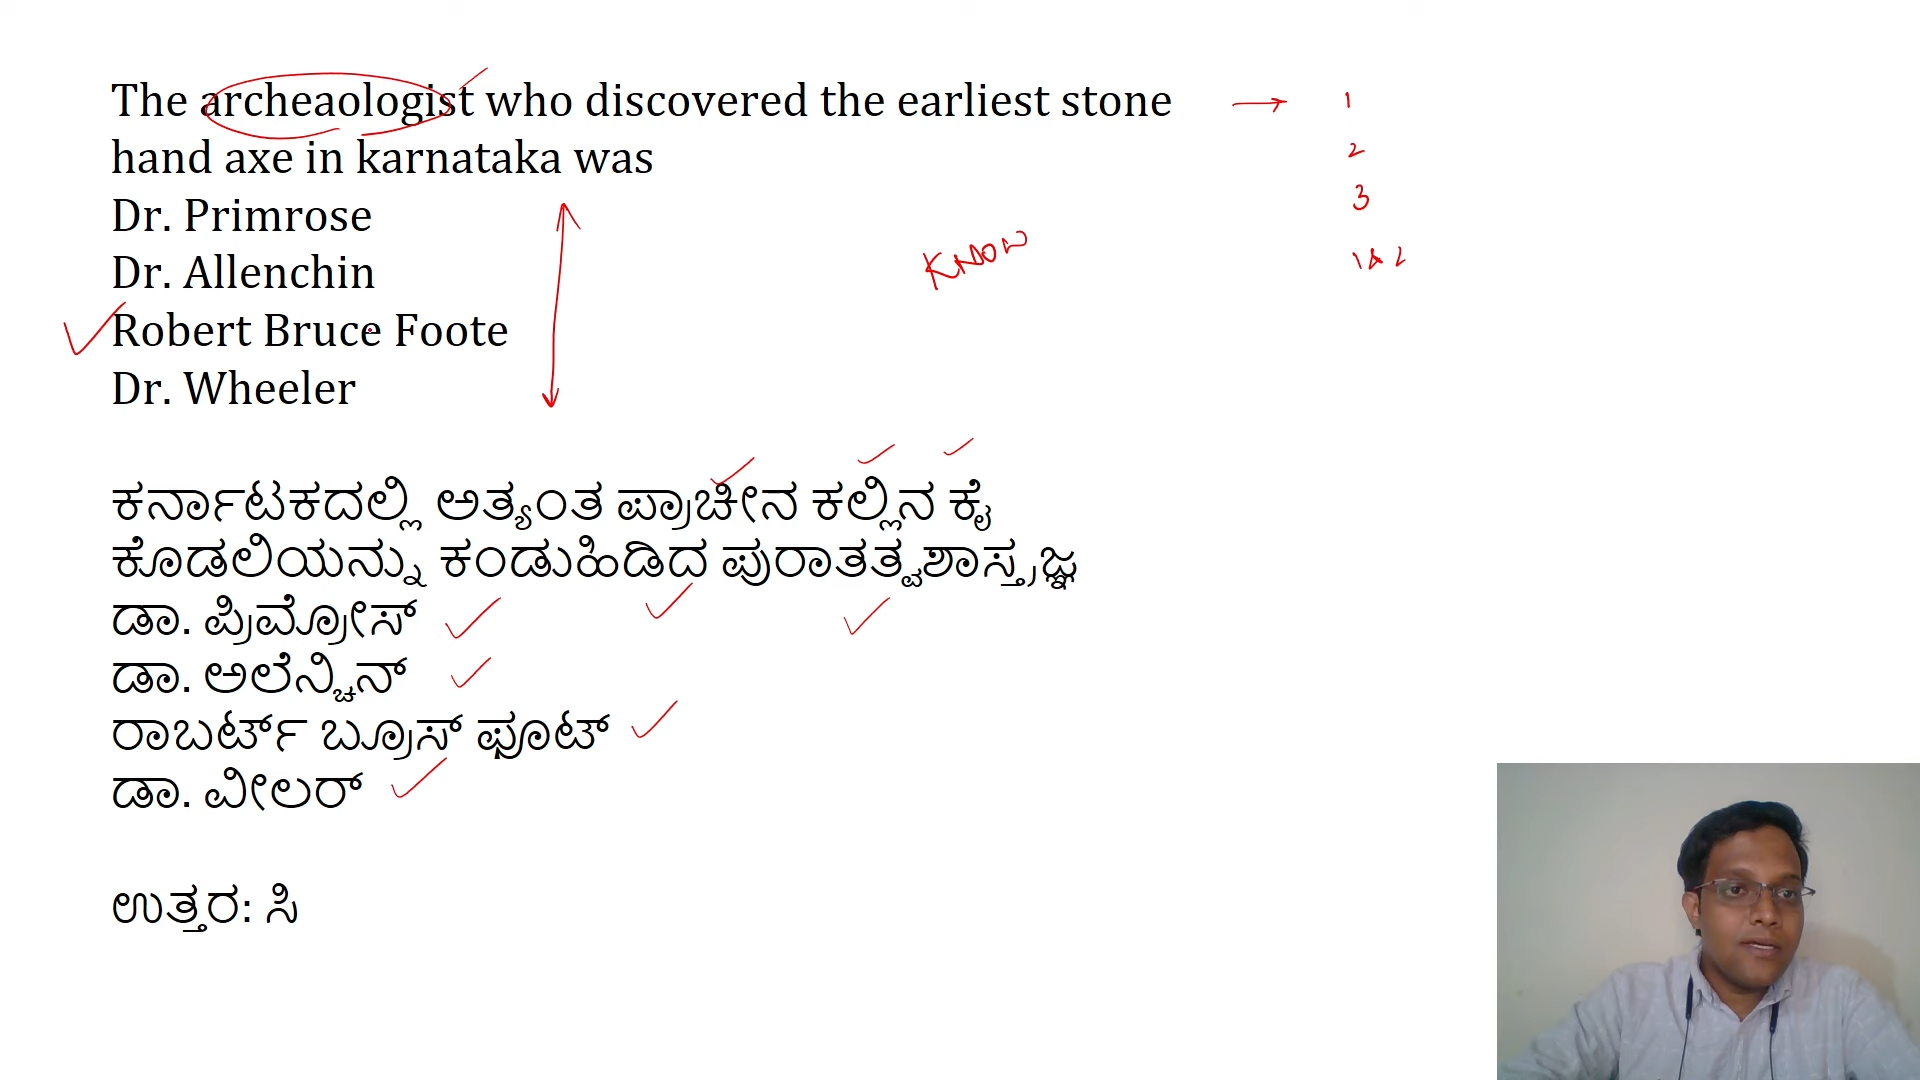 The archeaologist who discovered the earliest stone
hand axe in karnataka was
Dr. Primrose
Dr. Allenchin
Robert Bruce Foote
Dr. Wheeler
1
2
3
1 & 2
KNOW
ಕರ್ನಾಟಕದಲ್ಲಿ ಅತ್ಯಂತ ಪ್ರಾಚೀನ ಕಲ್ಲಿನ ಕೈ
ಕೊಡಲಿಯನ್ನು ಕಂಡುಹಿಡಿದ ಪುರಾತತ್ವಶಾಸ್ತ್ರಜ್ಞ
ಡಾ. ಪ್ರಿಮ್ರೋಸ್
ಡಾ. ಅಲೆನ್ಚಿನ್
ರಾಬರ್ಟ್ ಬ್ರೂಸ್ ಫೂಟ್
ಡಾ. ವೀಲರ್
ಉತ್ತರ: ಸಿ